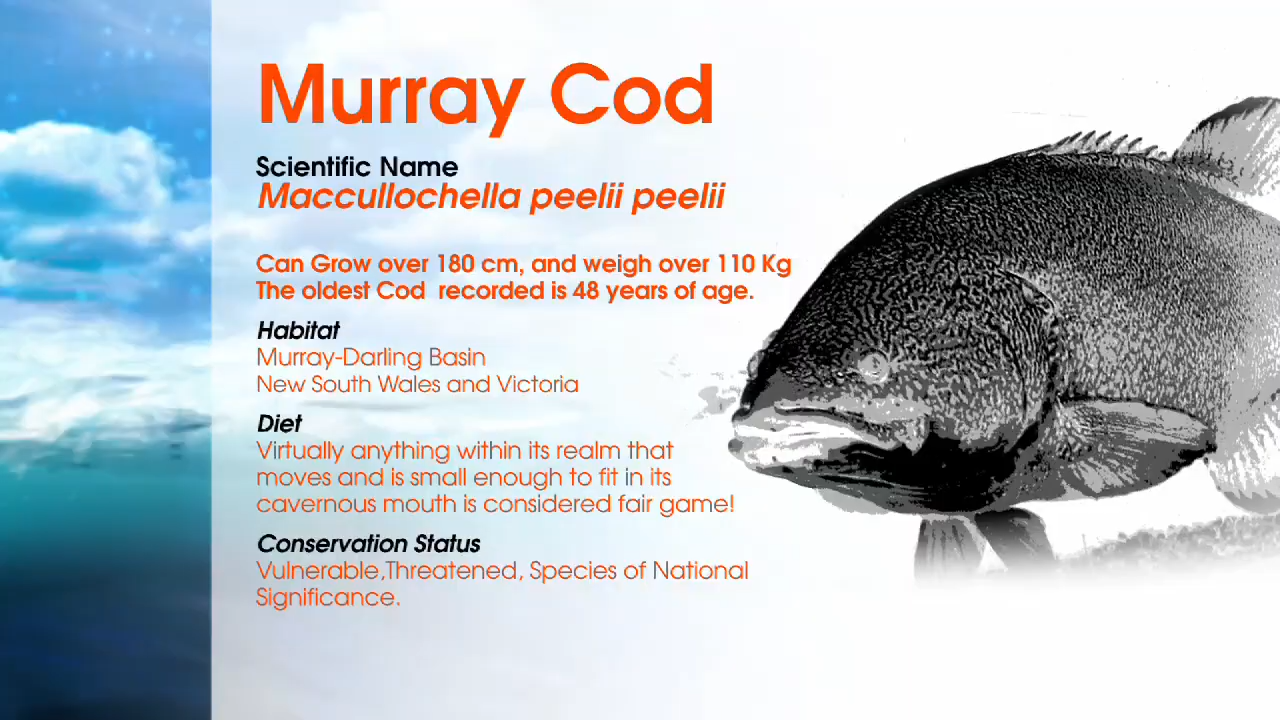 Murray Cod
Scientific Name
Maccullochella peelii peelii
Can Grow over 180 cm, and weigh over 110 Kg
The oldest Cod  recorded is 48 years of age.
Habitat
Murray-Darling Basin
New South Wales and Victoria
Diet
Virtually anything within its realm that
moves and is small enough to fit in its
cavernous mouth is considered fair game!
Conservation Status
Vulnerable,Threatened, Species of National
Significance.